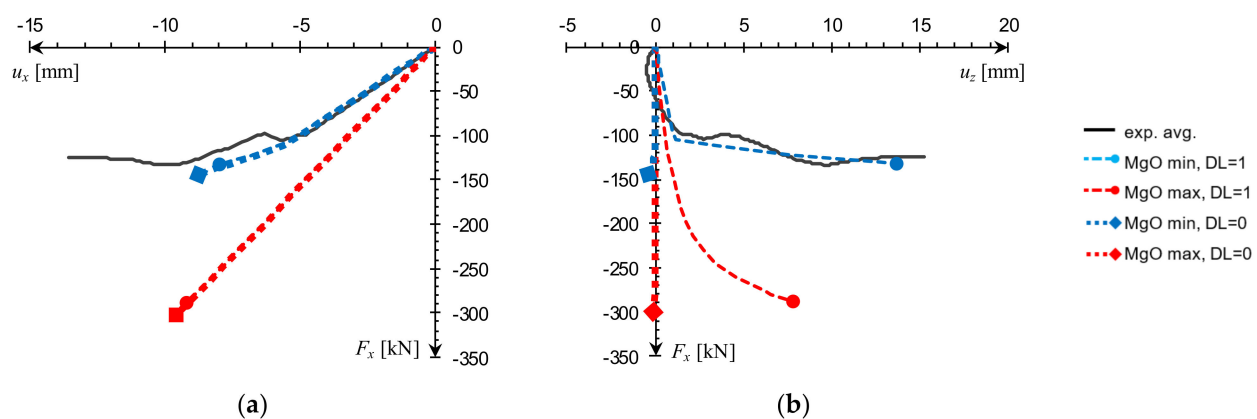 -15 -10 -5 0
-0
u_x [mm]
-50
-100
-150
-200
-250
-300
F_x [kN]
-350
(a)
-5 0 5 10 15 20
0
u_z [mm]
-50
-100
-150
-200
-250
-300
-350
F_x [kN]
(b)
exp. avg.
MgO min, DL=1
MgO max, DL=1
MgO min, DL=0
MgO max, DL=0